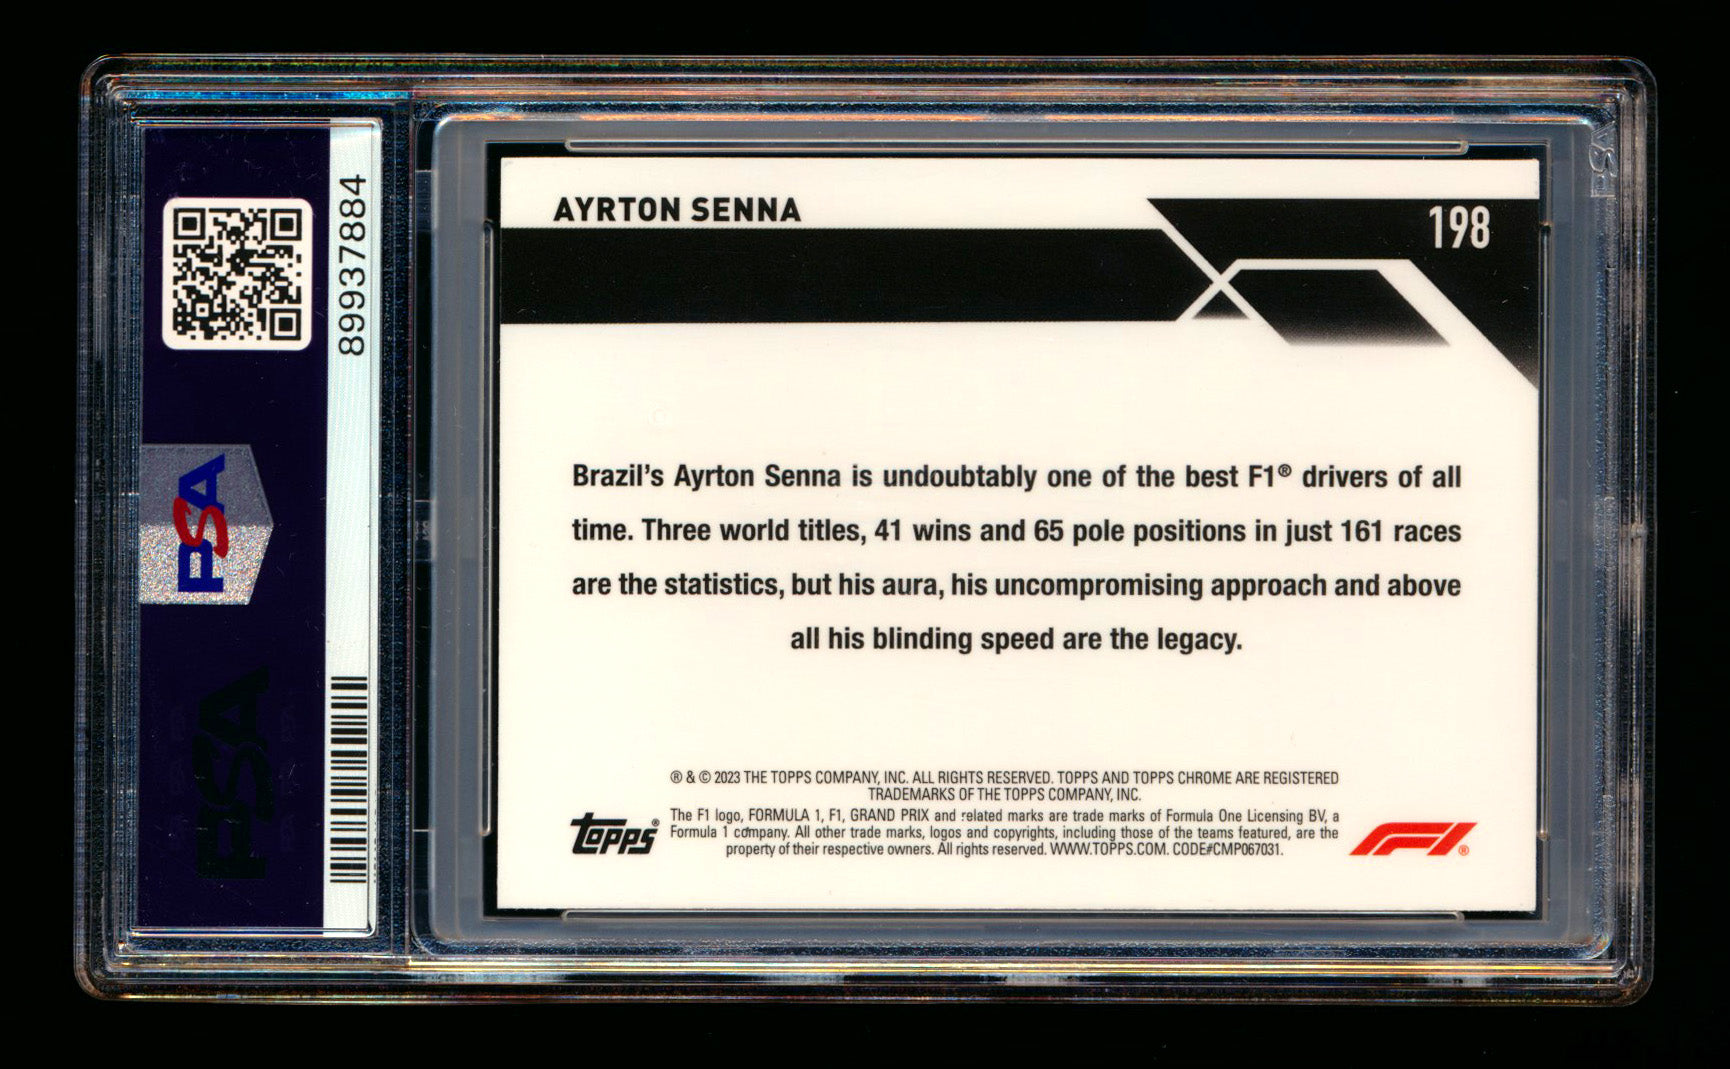 89937884
PSA
PSA
PSA
AYRTON SENNA
198
Brazil's Ayrton Senna is undoubtably one of the best F1® drivers of all
time. Three world titles, 41 wins and 65 pole positions in just 161 races
are the statistics, but his aura, his uncompromising approach and above
all his blinding speed are the legacy.
® & © 2023 THE TOPPS COMPANY, INC. ALL RIGHTS RESERVED. TOPPS AND TOPPS CHROME ARE REGISTERED
TRADEMARKS OF THE TOPPS COMPANY, INC.
topps®
The F1 logo, FORMULA 1, F1, GRAND PRIX and related marks are trade marks of Formula One Licensing BV, a
Formula 1 company. All other trade marks, logos and copyrights, including those of the teams featured, are the
property of their respective owners. All rights reserved. WWW.TOPPS.COM. CODE#CMP067031.
F1®